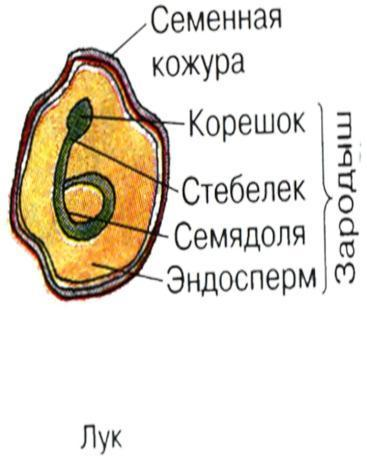 Семенная
кожура
Корешок
Стебелек
Семядоля
Эндосперм
Зародыш
Лук